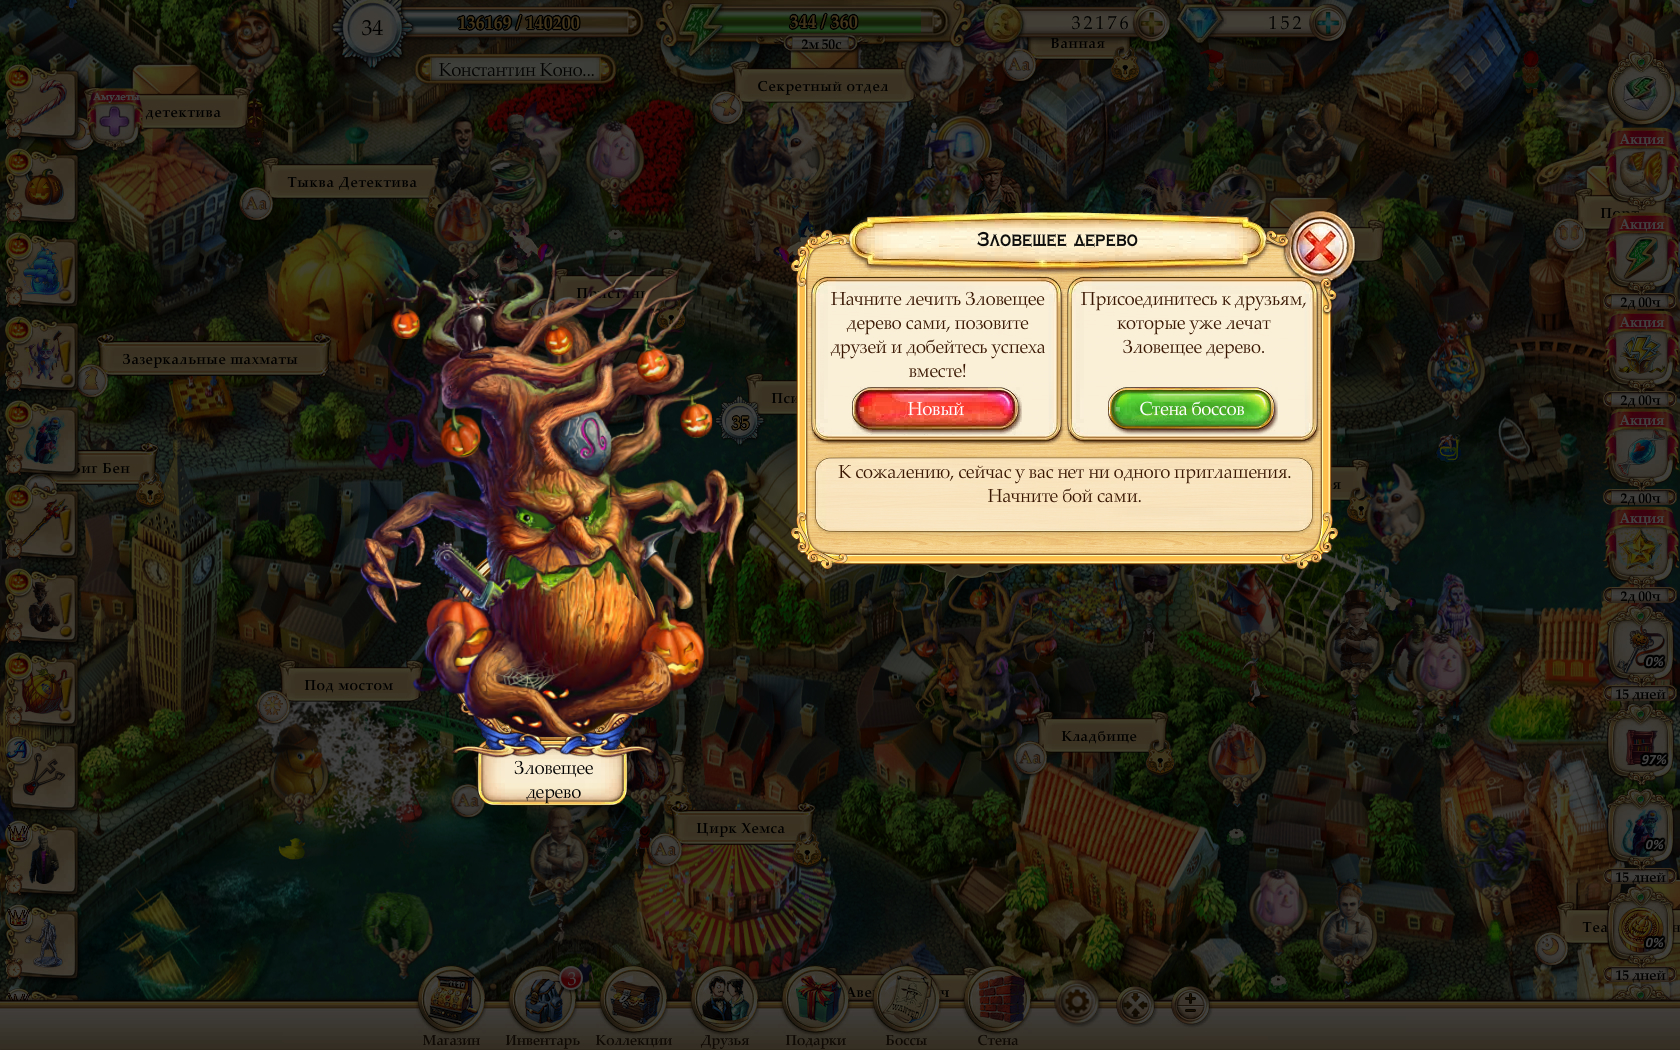 34
136169 / 140200
344 / 360
32176
152
2м 50с
Ванная
Константин Коно...
Секретный отдел
Амулеты
детектива
Акция
Тыква Детектива
Акция
Зловещее дерево
Начните лечить Зловещее
дерево сами, позовите
друзей и добейтесь успеха
вместе!
Новый
Присоединитесь к друзьям,
которые уже лечат
Зловещее дерево.
Стена боссов
К сожалению, сейчас у вас нет ни одного приглашения.
Начните бой сами.
2д 00ч
Акция
Зазеркальные шахматы
2д 00ч
Акция
35
2д 00ч
Акция
2д 00ч
0%
Под мостом
15 дней
Кладбище
97%
Зловещее
дерево
Цирк Хемса
0%
15 дней
0%
15 дней
3
Магазин
Инвентарь
Коллекции
Друзья
Подарки
Боссы
Стена